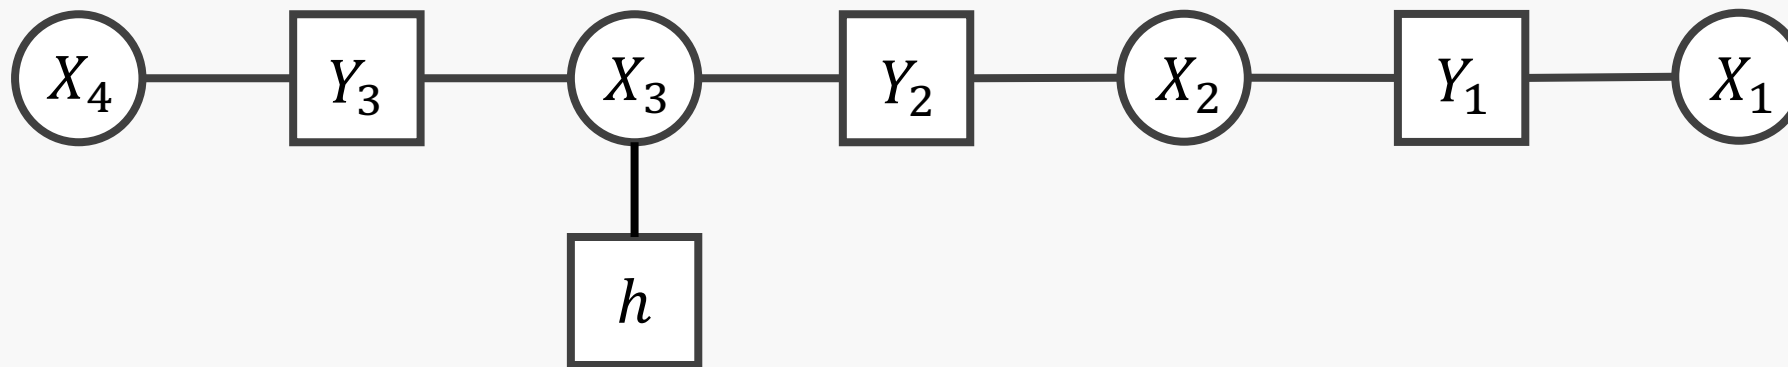 X₄ Y₃ X₃ Y₂ X₂ Y₁ X₁
h